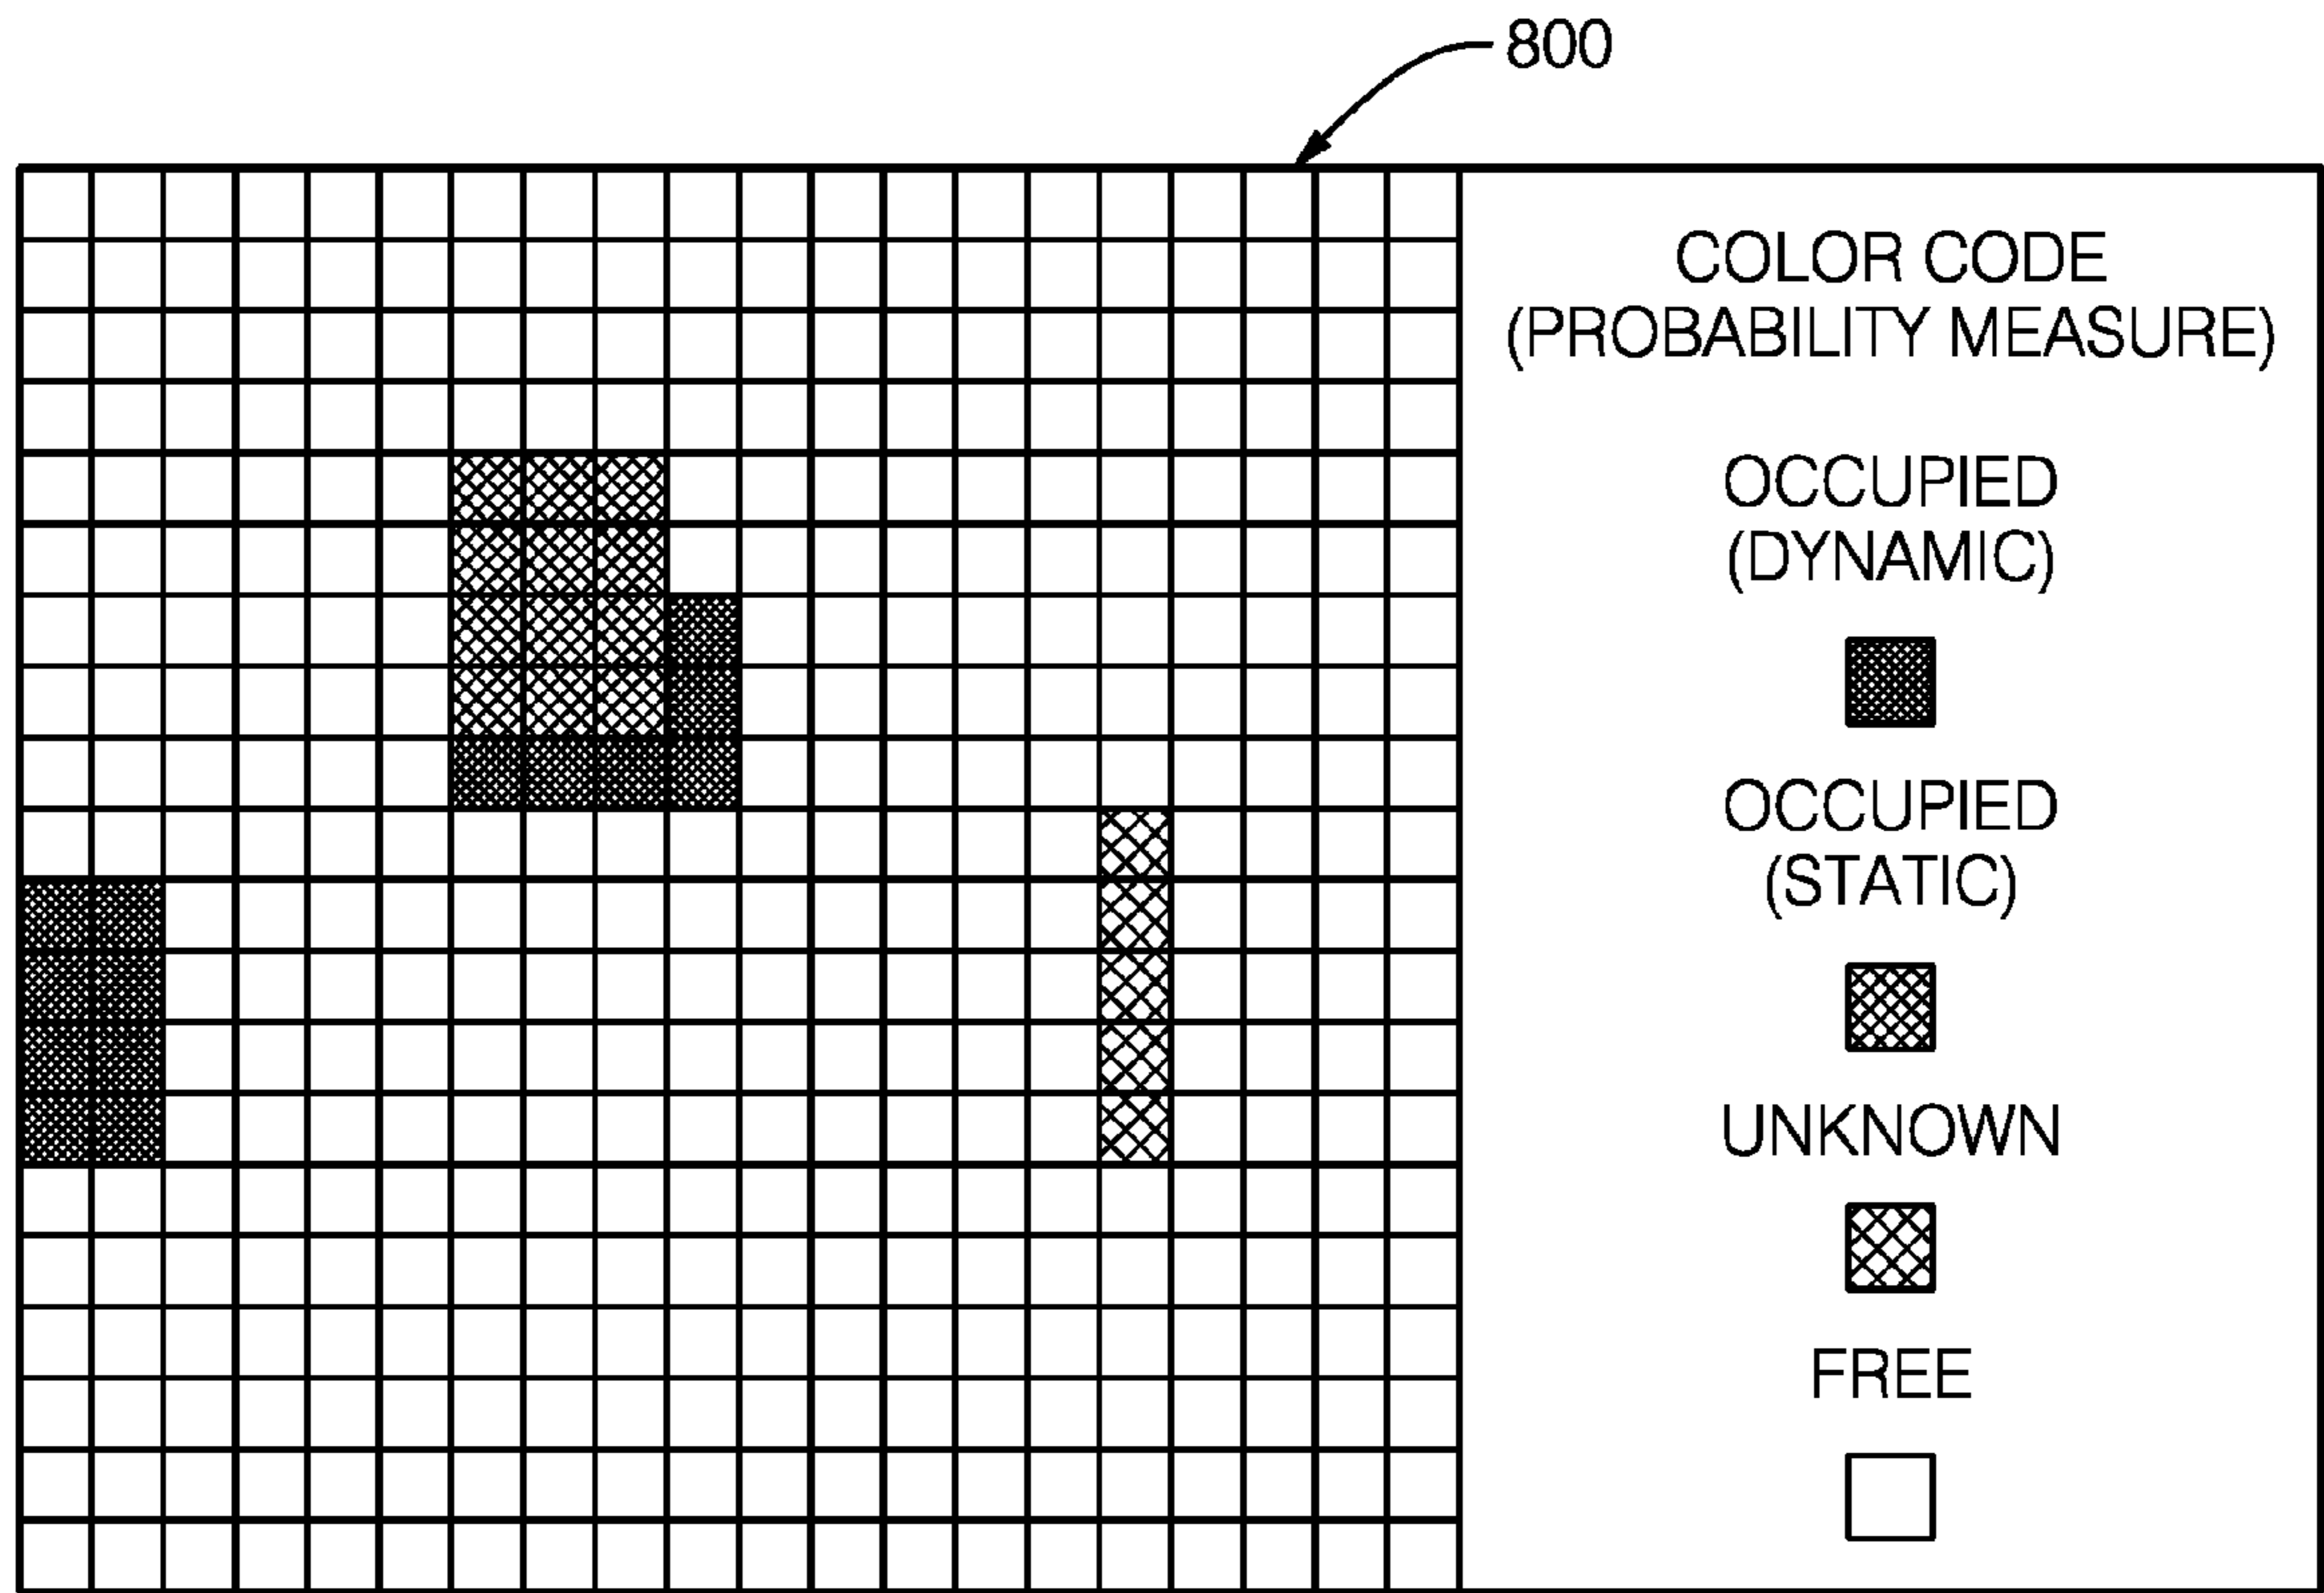 800
COLOR CODE
(PROBABILITY MEASURE)
OCCUPIED
(DYNAMIC)
OCCUPIED
(STATIC)
UNKNOWN
FREE